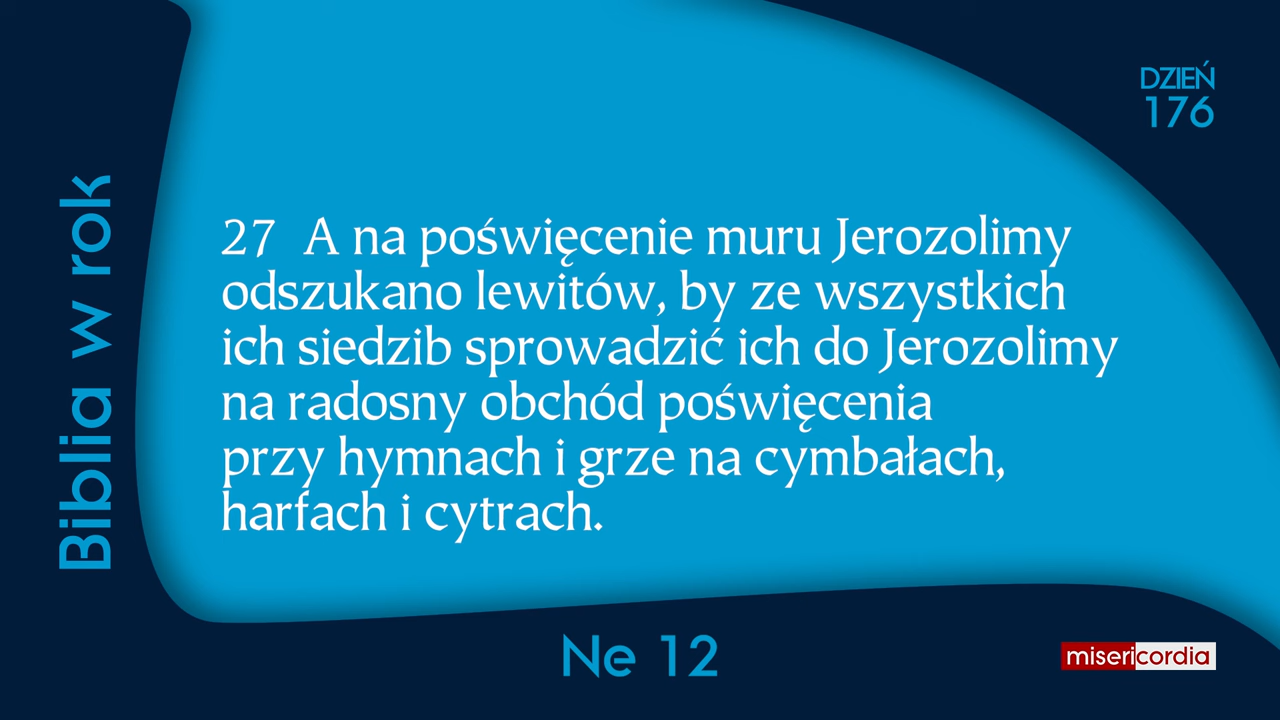 DZIEŃ
176
Biblia w rok
27 A na poświęcenie muru Jerozolimy
odszukano lewitów, by ze wszystkich
ich siedzib sprowadzić ich do Jerozolimy
na radosny obchód poświęcenia
przy hymnach i grze na cymbałach,
harfach i cytrach.
Ne 12
misericordia